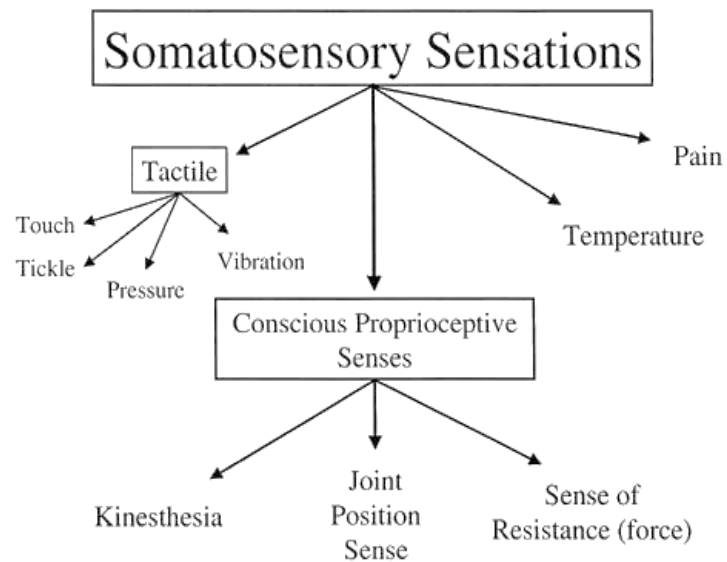 Somatosensory Sensations
Pain
Tactile
Temperature
Touch
Tickle
Pressure
Vibration
Conscious Proprioceptive
Senses
Kinesthesia
Joint
Position
Sense
Sense of
Resistance (force)